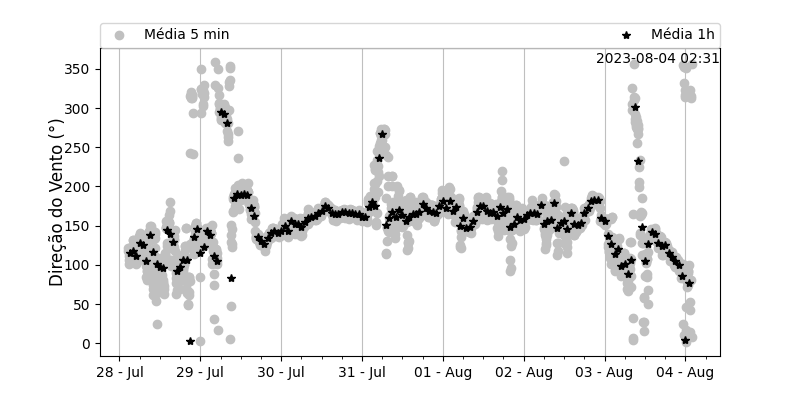 Média 5 min
Média 1h
2023-08-04 02:31
Direção do Vento (°)
350
300
250
200
150
100
50
0
28 - Jul
29 - Jul
30 - Jul
31 - Jul
01 - Aug
02 - Aug
03 - Aug
04 - Aug